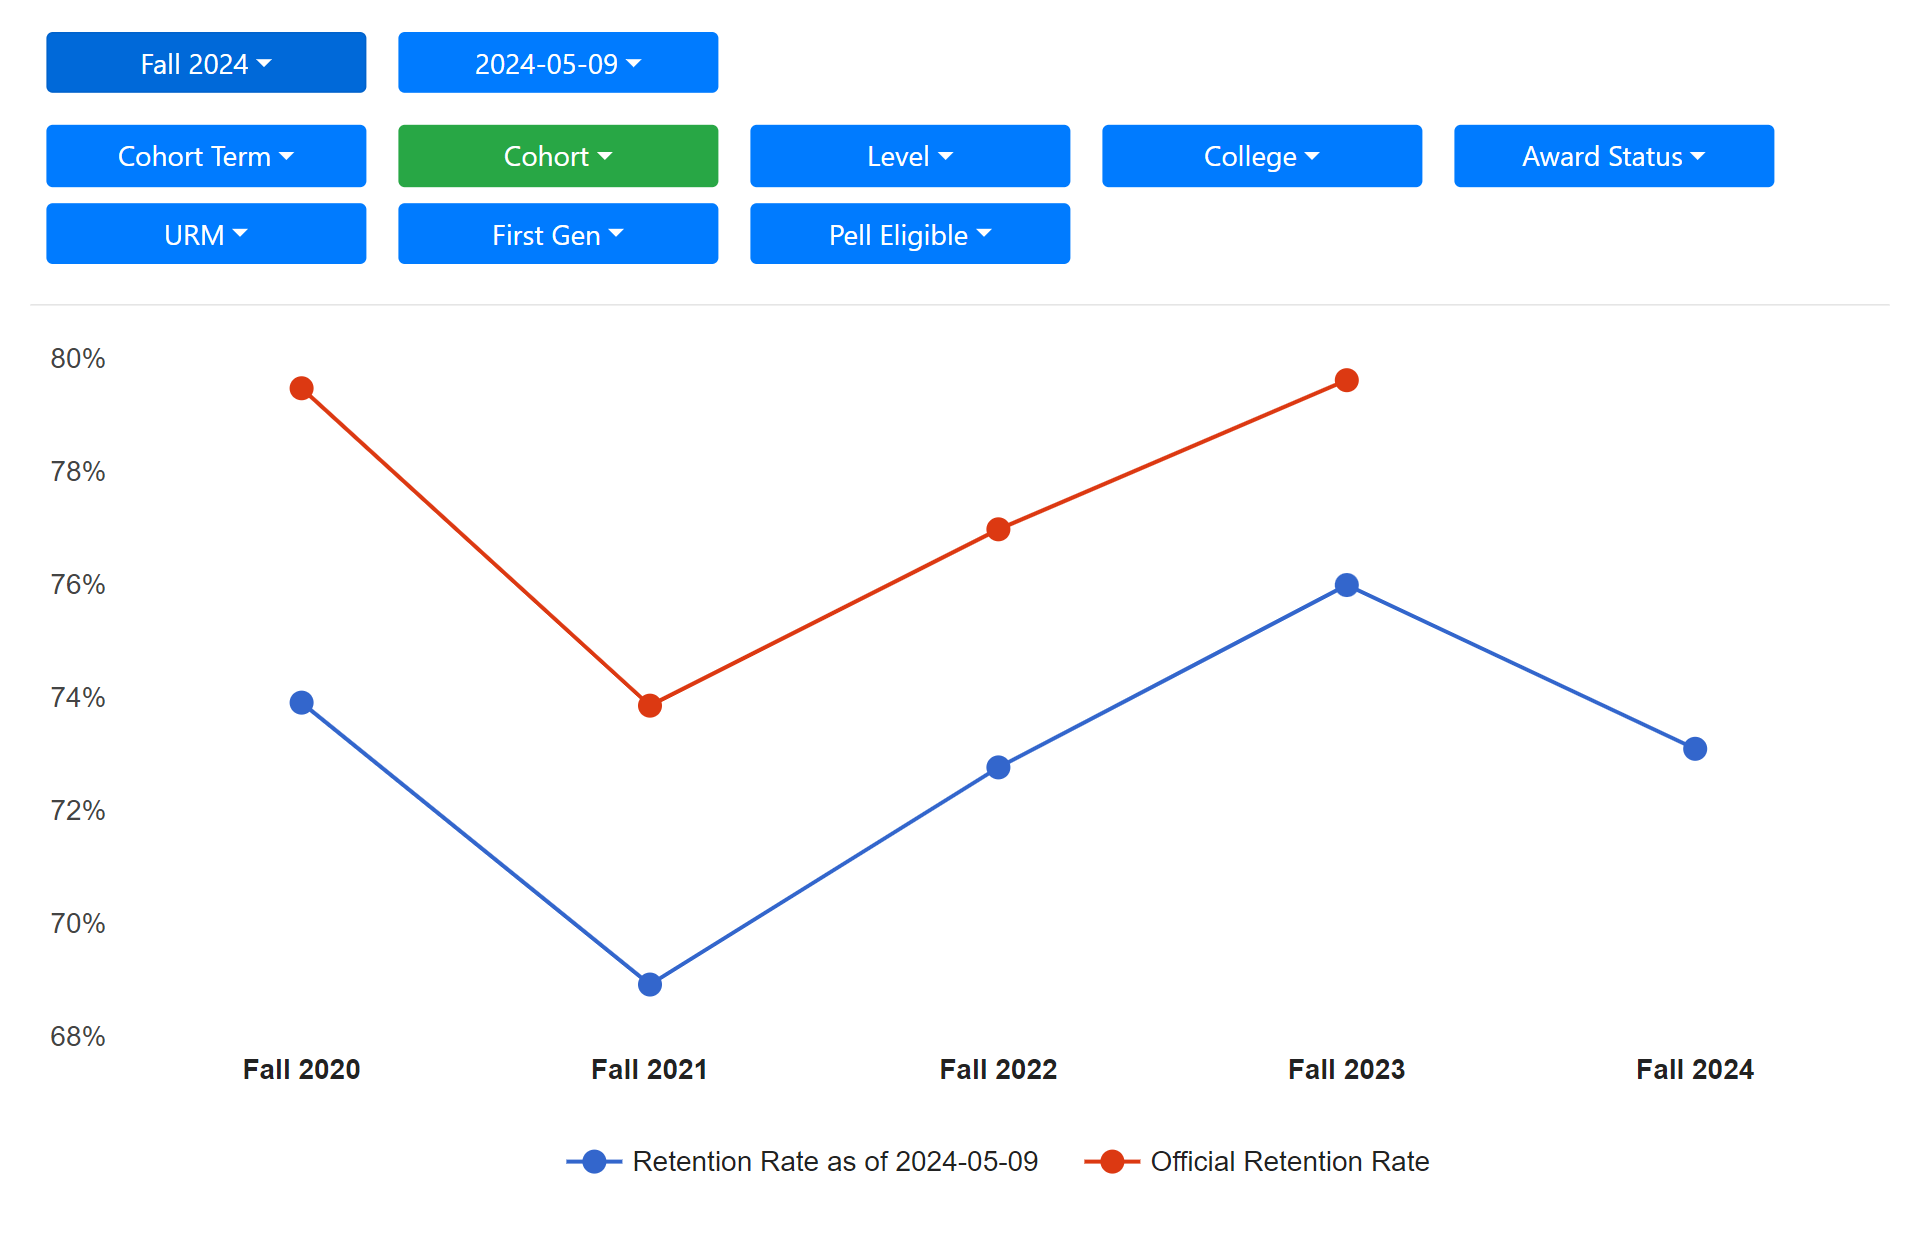 Fall 2024
2024-05-09
Cohort Term
Cohort
Level
College
Award Status
URM
First Gen
Pell Eligible
80%
78%
76%
74%
72%
70%
68%
Fall 2020
Fall 2021
Fall 2022
Fall 2023
Fall 2024
Retention Rate as of 2024-05-09
Official Retention Rate